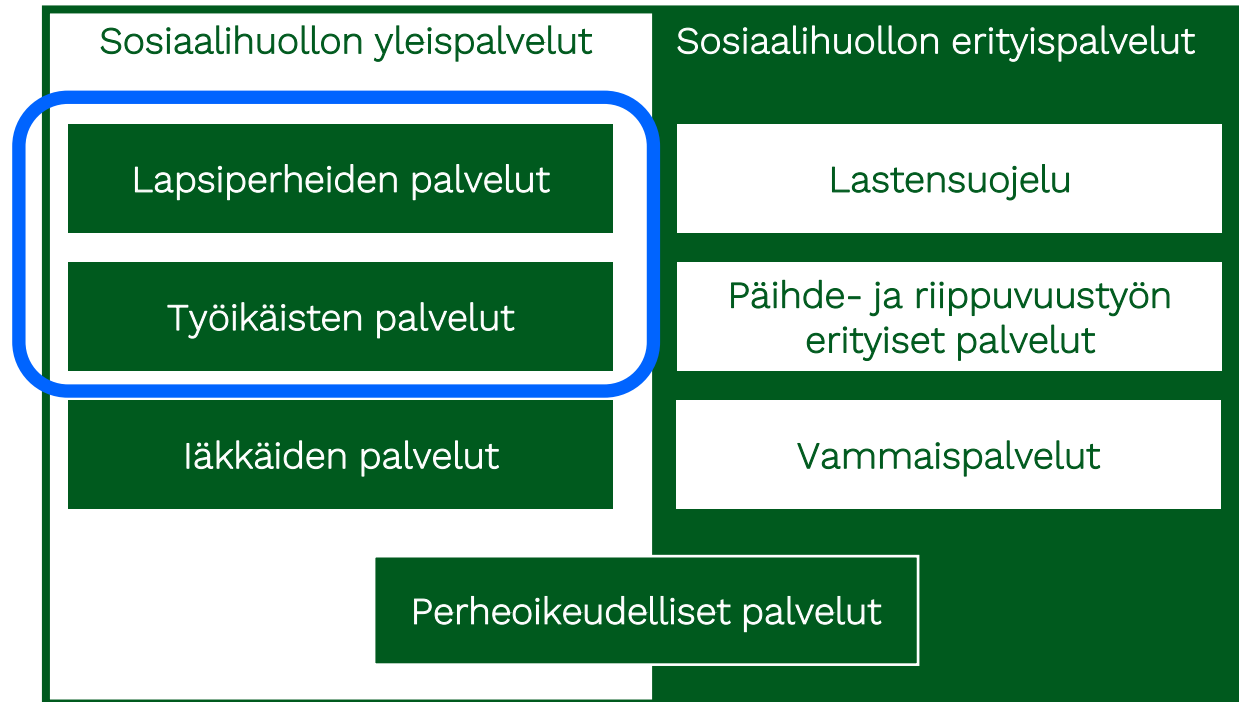 Sosiaalihuollon yleispalvelut
Lapsiperheiden palvelut
Työikäisten palvelut
Iäkkäiden palvelut
Sosiaalihuollon erityispalvelut
Lastensuojelu
Päihde- ja riippuvuustyön
erityiset palvelut
Vammaispalvelut
Perheoikeudelliset palvelut